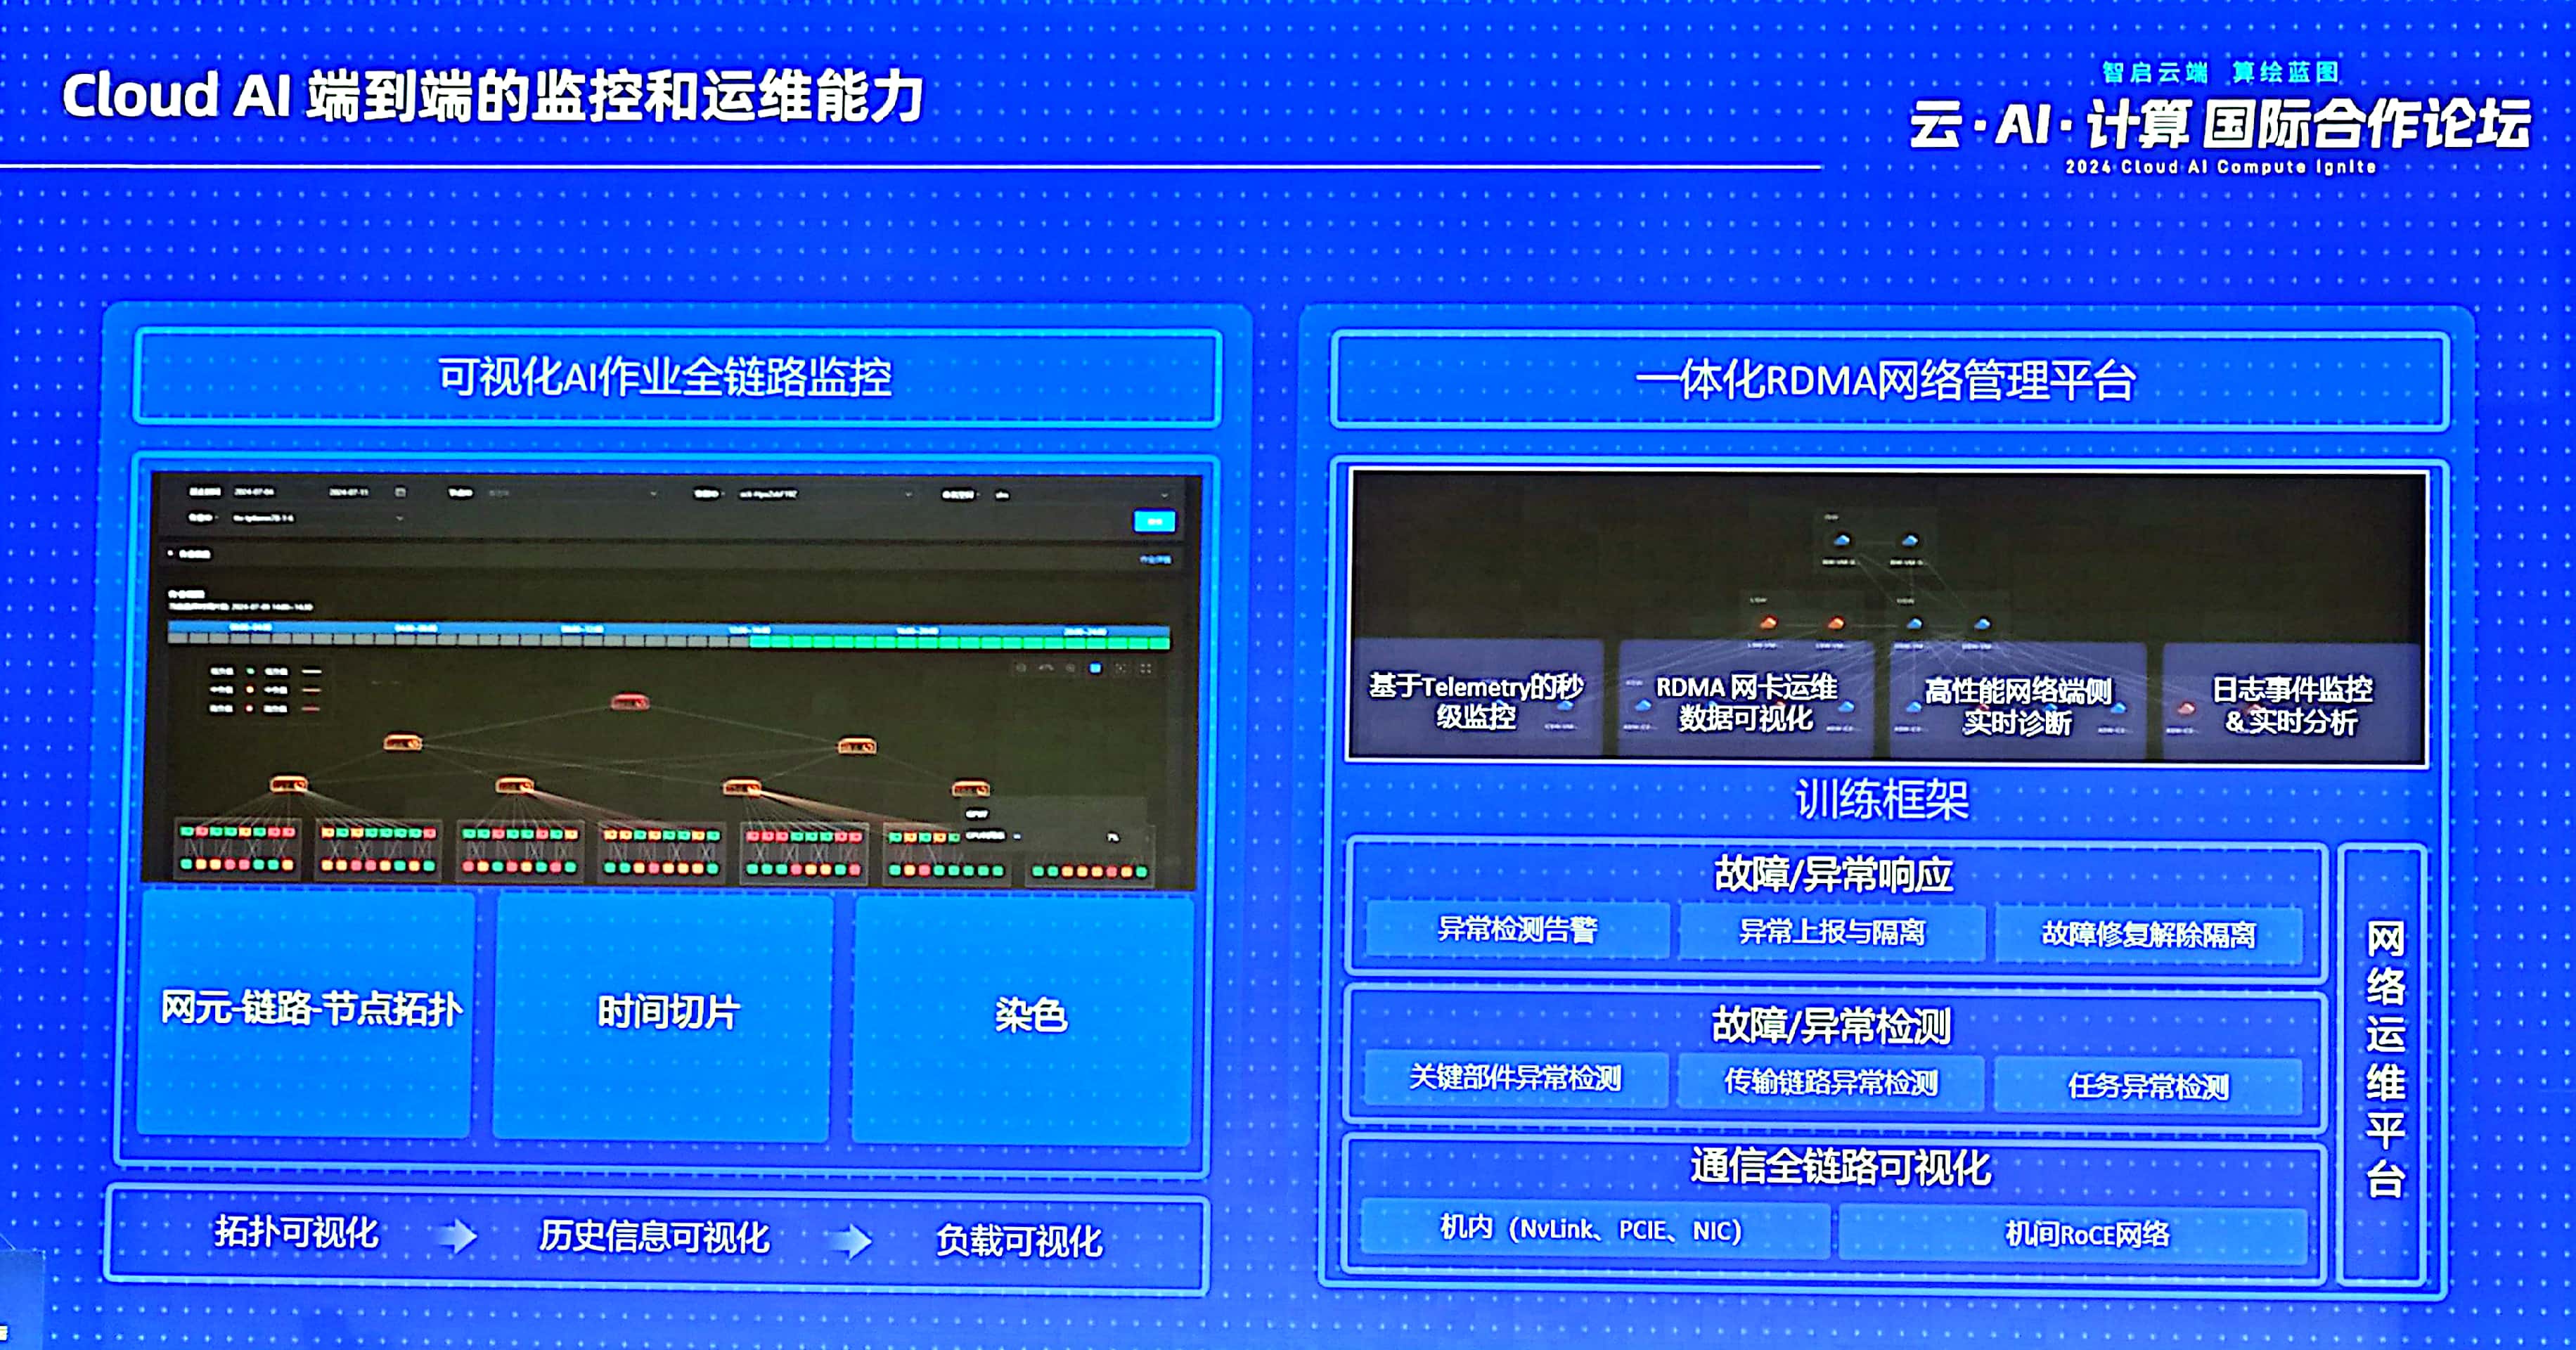 Cloud AI 端到端的监控和运维能力
智启云端 算绘蓝图
云·AI·计算 国际合作论坛
2024 Cloud AI Compute Ignite
可视化AI作业全链路监控
2024-07-04
2024-07-11
网元-链路-节点拓扑
时间切片
染色
拓扑可视化
历史信息可视化
负载可视化
一体化RDMA网络管理平台
基于Telemetry的秒
级监控
RDMA 网卡运维
数据可视化
高性能网络端侧
实时诊断
日志事件监控
& 实时分析
训练框架
故障/异常响应
异常检测告警
异常上报与隔离
故障修复解除隔离
故障/异常检测
关键部件异常检测
传输链路异常检测
任务异常检测
通信全链路可视化
机内（NvLink、PCIE、NIC）
机间RoCE网络
网络运维平台